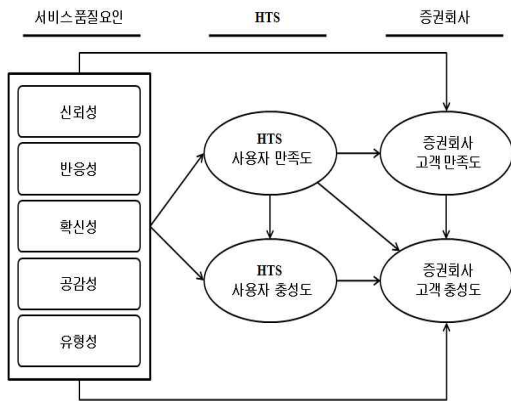 서비스 품질요인
HTS
증권회사
신뢰성
반응성
확신성
공감성
유형성
HTS
사용자 만족도
증권회사
고객 만족도
HTS
사용자 충성도
증권회사
고객 충성도